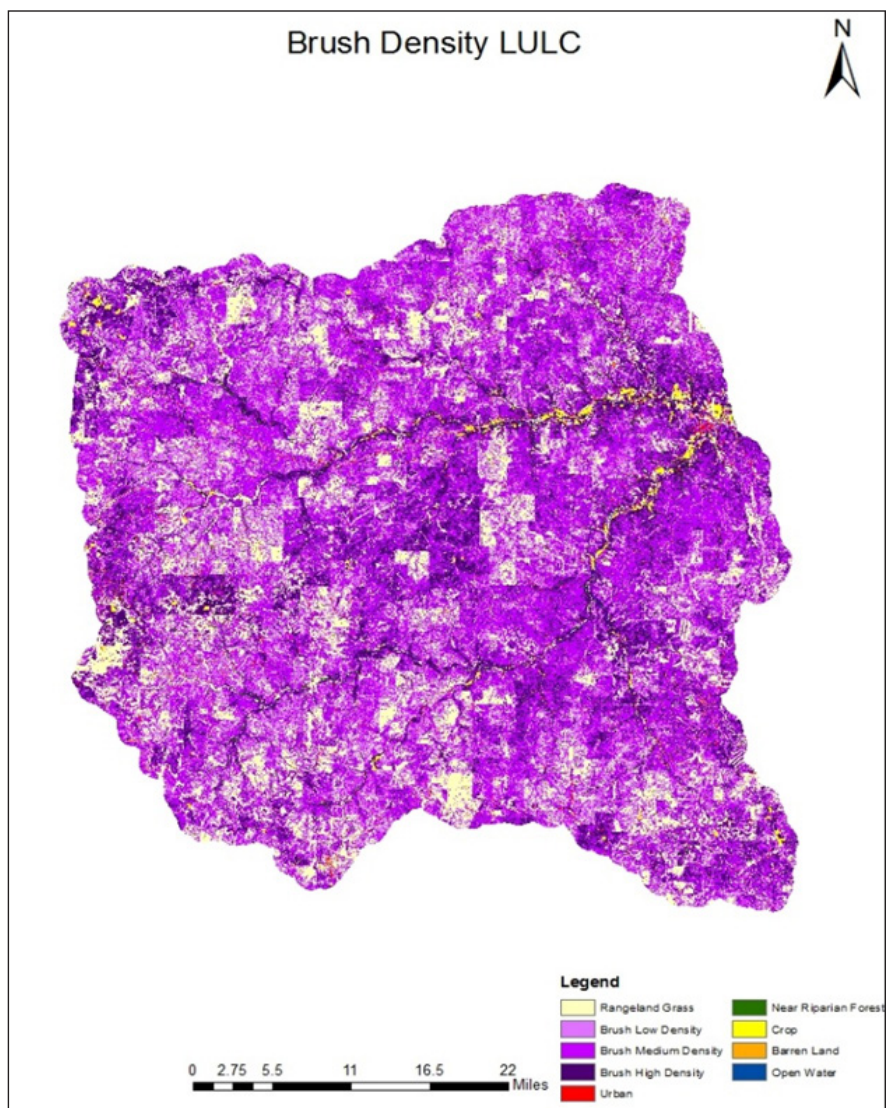 Brush Density LULC
N
Legend
Rangeland Grass
Brush Low Density
Brush Medium Density
Brush High Density
Urban
Near Riparian Forest
Crop
Barren Land
Open Water
0 2.75 5.5 11 16.5 22
Miles